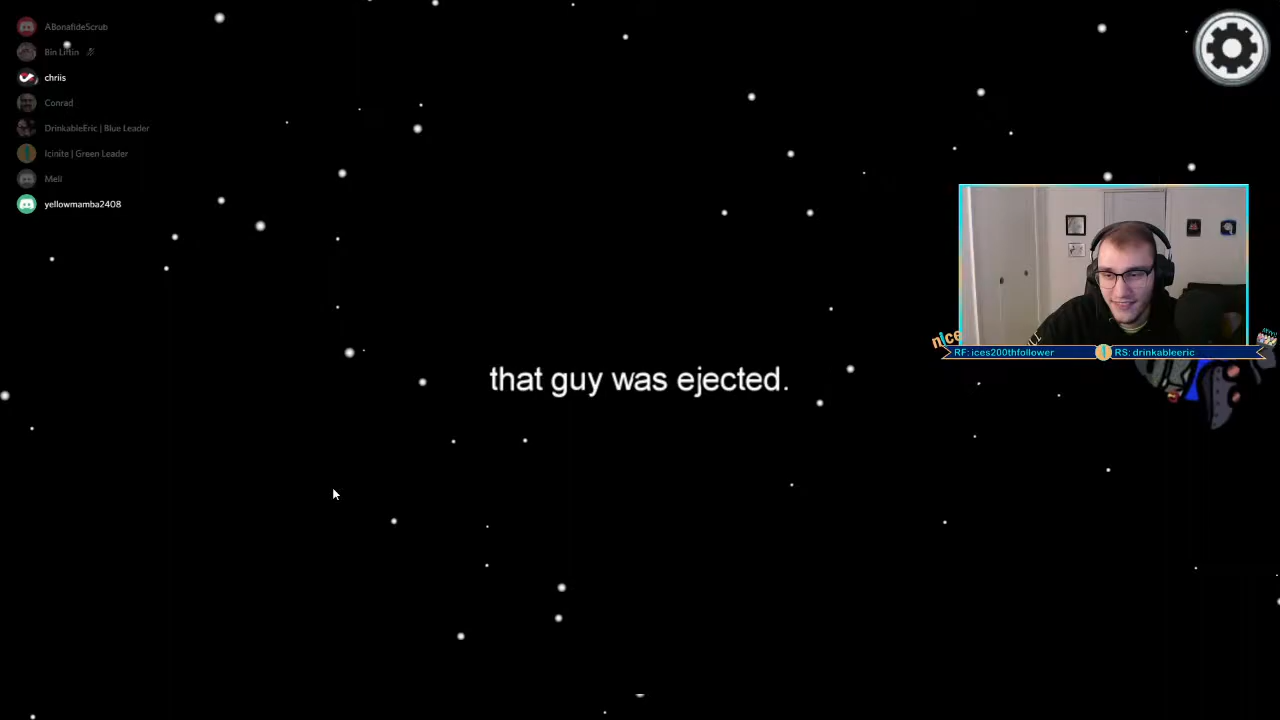 ABonafideScrub
Bin Liftin
chriis
Conrad
DrinkableEric | Blue Leader
Icinite | Green Leader
Mell
yellowmamba2408
that guy was ejected.
nice
RF: ices200thfollower
RS: drinkableeric